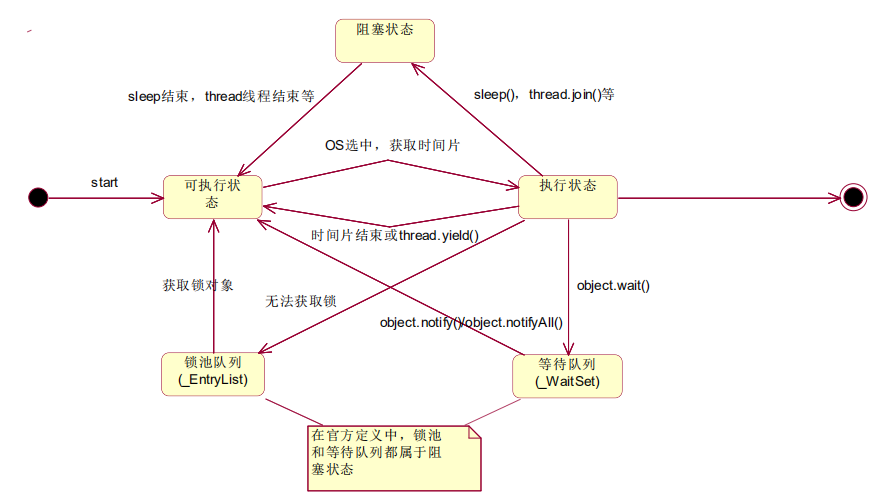 阻塞状态
sleep结束，thread线程结束等
sleep()，thread.join()等
OS选中，获取时间片
start
可执行状
态
执行状态
时间片结束或thread.yield()
获取锁对象
无法获取锁
object.wait()
object.notify()/object.notifyAll()
锁池队列
(_EntryList)
等待队列
(_WaitSet)
在官方定义中，锁池
和等待队列都属于阻
塞状态